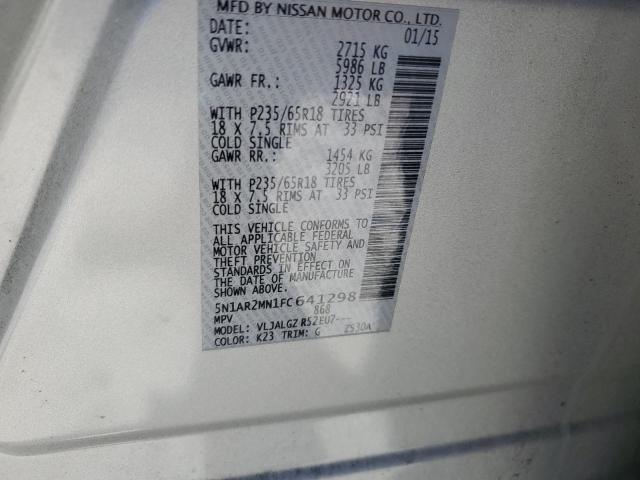 MFD BY NISSAN MOTOR CO., LTD.
DATE: 01/15
GVWR: 2715 KG
5986 LB
GAWR FR.: 1325 KG
2921 LB
WITH P235/65R18 TIRES
18 X 7.5 RIMS AT 33 PSI
COLD SINGLE
GAWR RR.: 1454 KG
3205 LB
WITH P235/65R18 TIRES
18 X 7.5 RIMS AT 33 PSI
COLD SINGLE
THIS VEHICLE CONFORMS TO
ALL APPLICABLE FEDERAL
MOTOR VEHICLE SAFETY AND
THEFT PREVENTION
STANDARDS IN EFFECT ON
THE DATE OF MANUFACTURE
SHOWN ABOVE.
5N1AR2MN1FC641298
MPV 868
MODEL: VLJALGZ R52EU7---
COLOR: K23 TRIM: G ZS30A